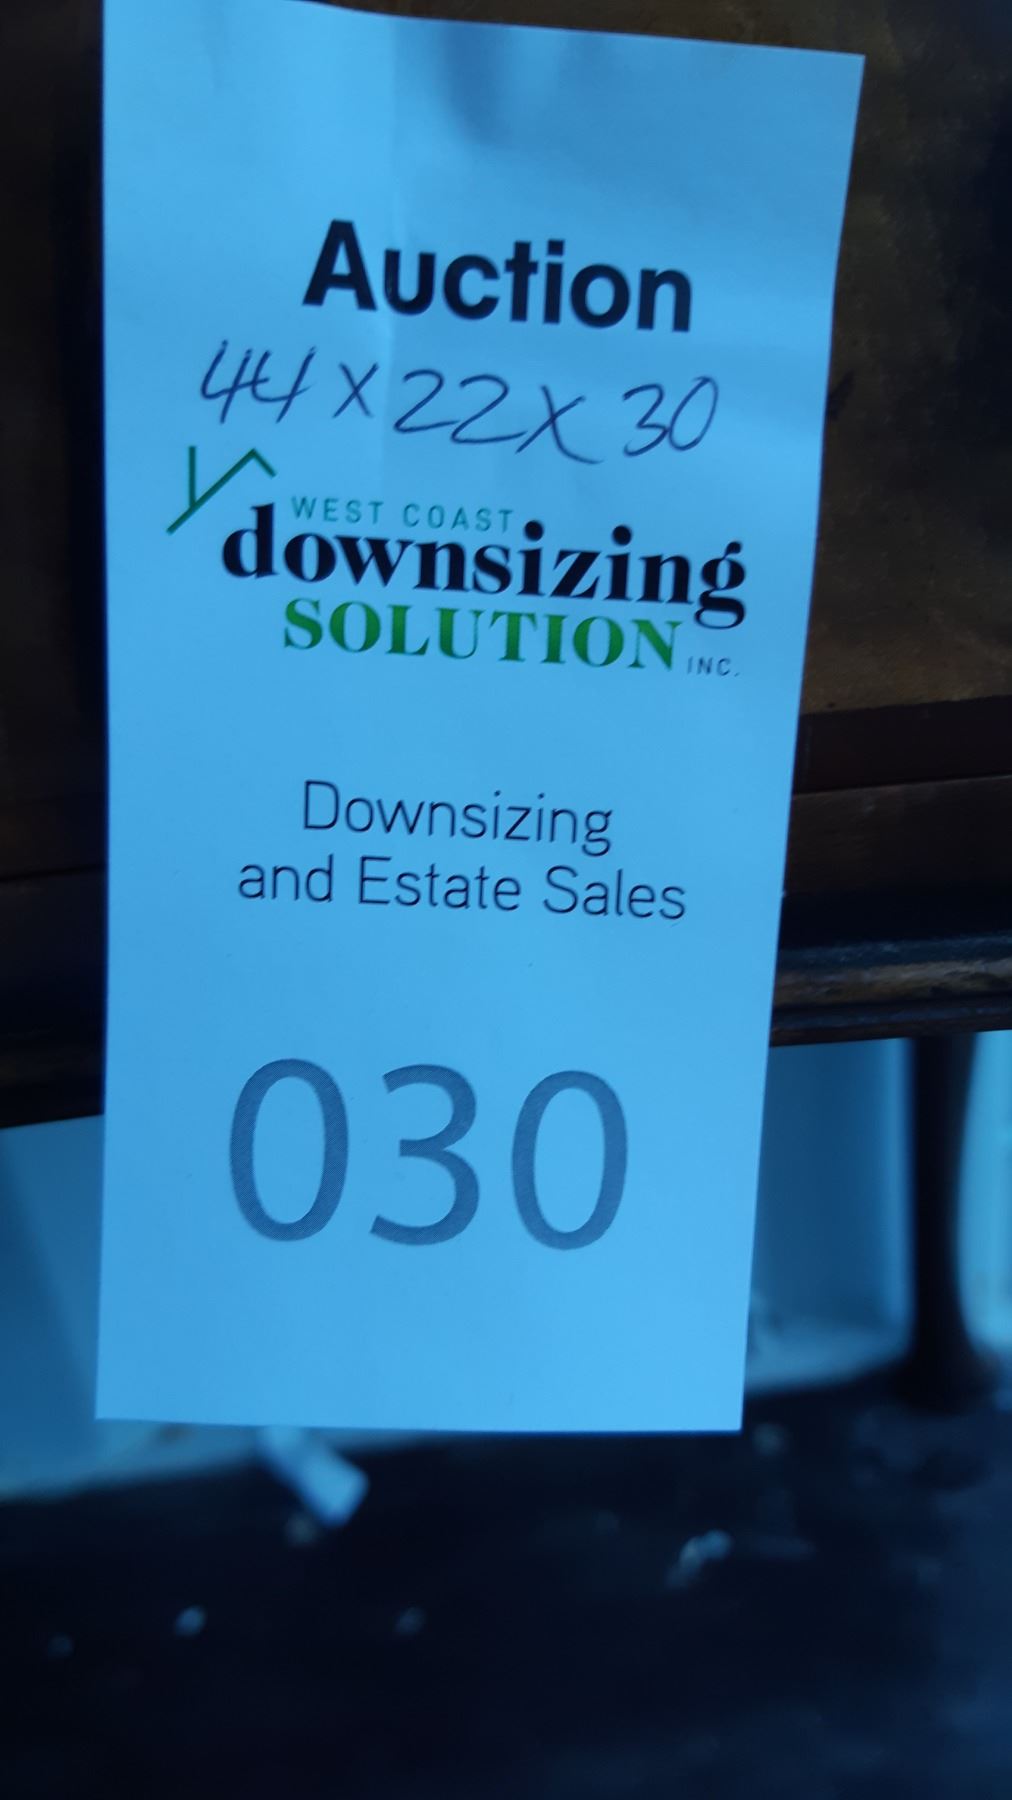 Auction
44 x 22 x 30
WEST COAST
downsizing
SOLUTION INC.
Downsizing
and Estate Sales
030